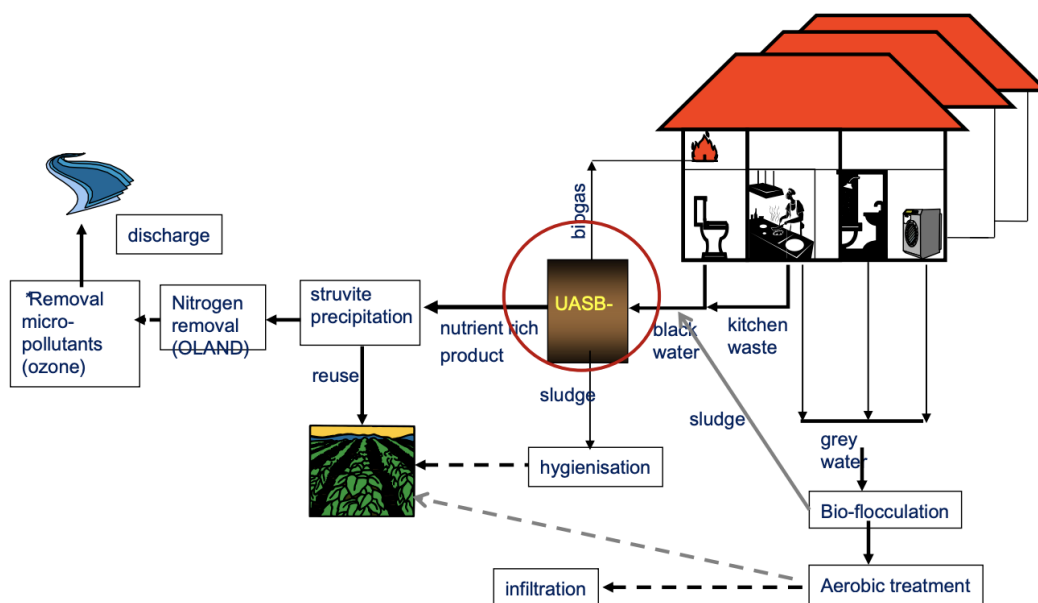 biogas
discharge
*Removal
micro-
pollutants
(ozone)
Nitrogen
removal
(OLAND)
struvite
precipitation
UASB-
nutrient rich
product
black
water
kitchen
waste
reuse
sludge
sludge
grey
water
hygienisation
Bio-flocculation
infiltration
Aerobic treatment